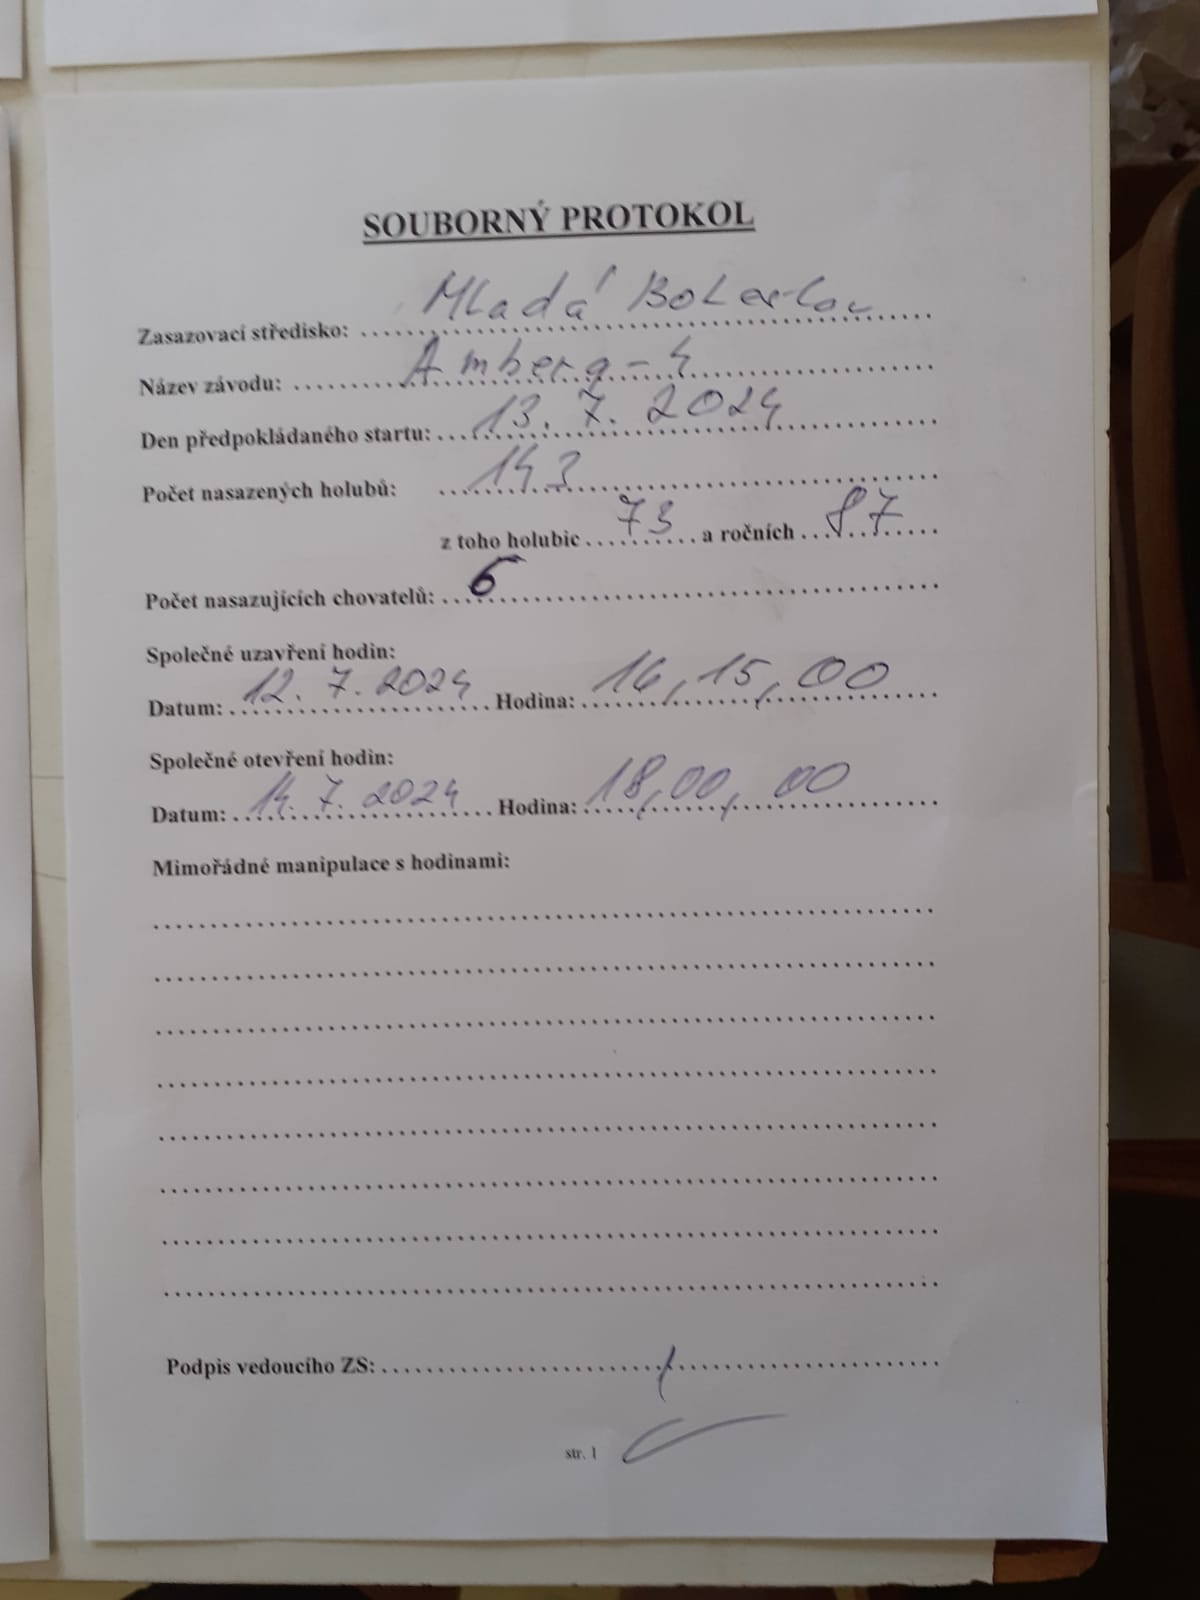 SOUBORNÝ PROTOKOL
Zasazovací středisko: Mladá Boleslav
Název závodu: Amberg-4
Den předpokládaného startu: 13. 7. 2024
Počet nasazených holubů: 143
z toho holubic 73 a ročních 87
Počet nasazujících chovatelů: 6
Společné uzavření hodin:
Datum: 12. 7. 2024 Hodina: 16,15,00
Společné otevření hodin:
Datum: 14. 7. 2024 Hodina: 18,00,00
Mimořádné manipulace s hodinami:
Podpis vedoucího ZS:
str. 1